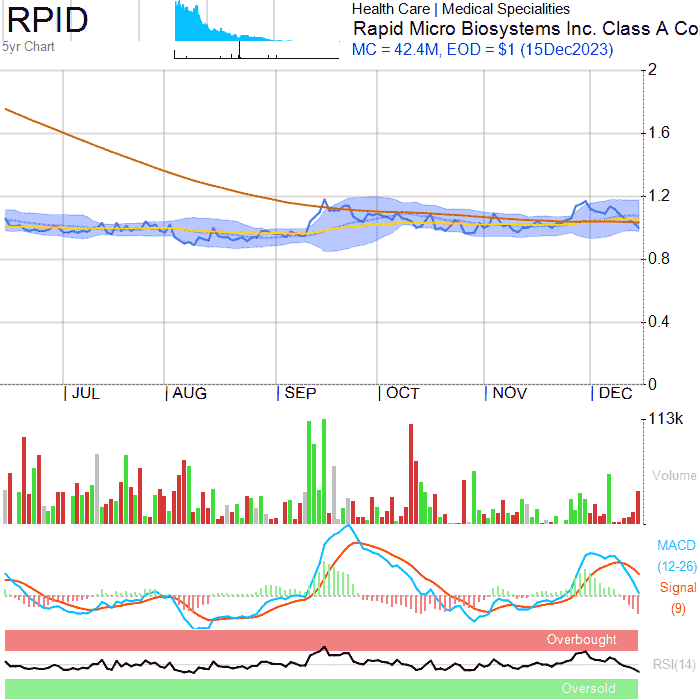 RPID
5yr Chart
Health Care | Medical Specialities
Rapid Micro Biosystems Inc. Class A Co
MC = 42.4M, EOD = $1 (15Dec2023)
2
1.6
1.2
0.8
0.4
0
JUL
AUG
SEP
OCT
NOV
DEC
113k
Volume
MACD
(12-26)
Signal
(9)
Overbought
RSI(14)
Oversold